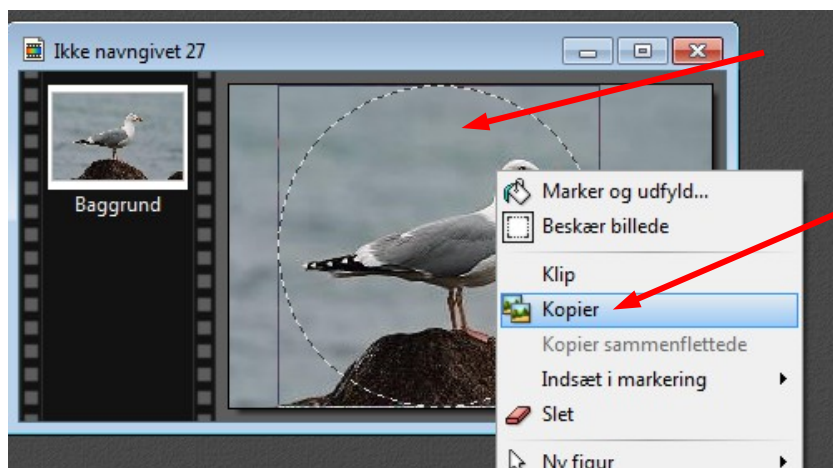 Ikke navngivet 27
Baggrund
Marker og udfyld...
Beskær billede
Klip
Kopier
Kopier sammenflettede
Indsæt i markering
Slet
Ny figur